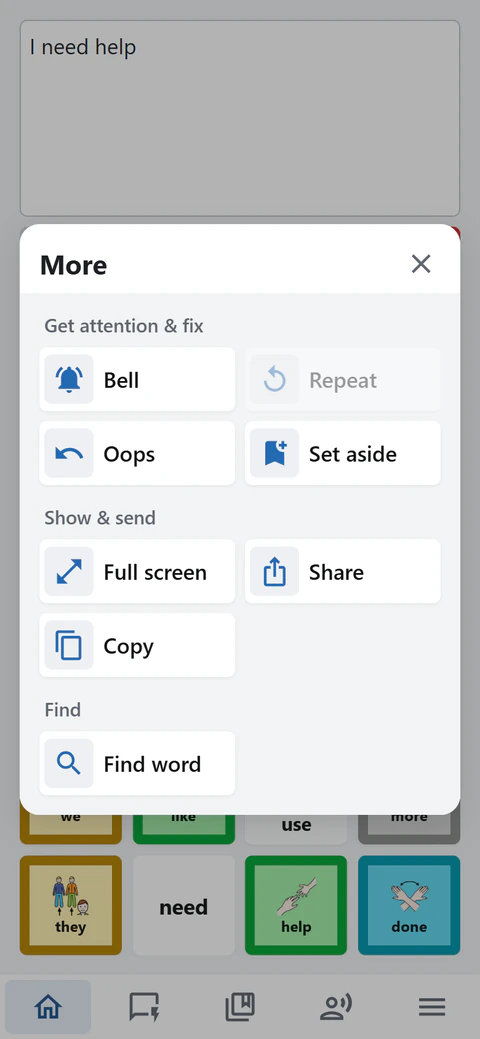 I need help
More
Get attention & fix
Bell
Repeat
Oops
Set aside
Show & send
Full screen
Share
Copy
Find
Find word
we
like
use
more
they
need
help
done